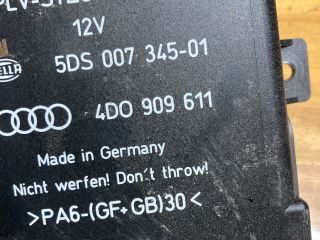 12V
HELLA
5DS 007 345-01
4D0 909 611
Made in Germany
Nicht werfen! Don't throw!
>PA6-(GF+GB)30<